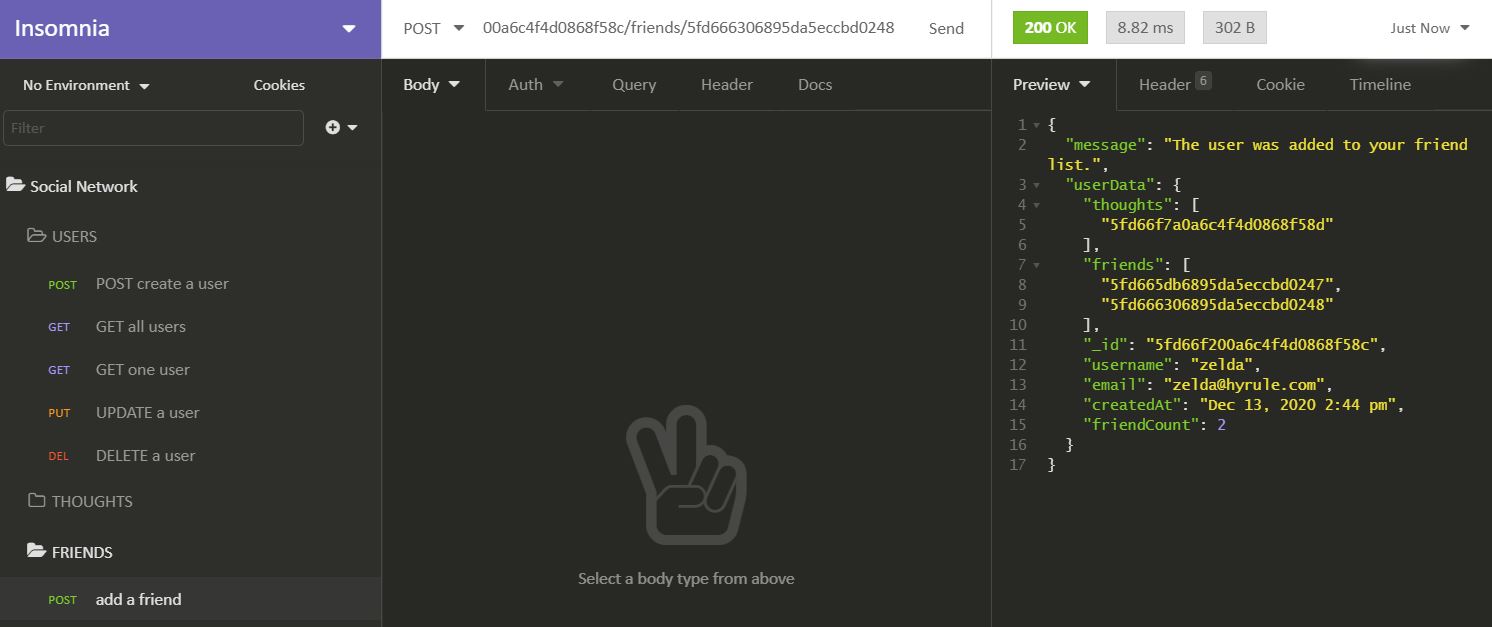 Insomnia
POST 00a6c4f4d0868f58c/friends/5fd666306895da5eccbd0248 Send
200 OK 8.82 ms 302 B Just Now
No Environment Cookies
Filter
Social Network
USERS
POST POST create a user
GET GET all users
GET GET one user
PUT UPDATE a user
DEL DELETE a user
THOUGHTS
FRIENDS
POST add a friend
Body Auth Query Header Docs
Select a body type from above
Preview Header 6 Cookie Timeline
1 {
2 "message": "The user was added to your friend
list.",
3 "userData": {
4 "thoughts": [
5 "5fd66f7a0a6c4f4d0868f58d"
6 ],
7 "friends": [
8 "5fd665db6895da5eccbd0247",
9 "5fd666306895da5eccbd0248"
10 ],
11 "_id": "5fd66f200a6c4f4d0868f58c",
12 "username": "zelda",
13 "email": "zelda@hyrule.com",
14 "createdAt": "Dec 13, 2020 2:44 pm",
15 "friendCount": 2
16 }
17 }